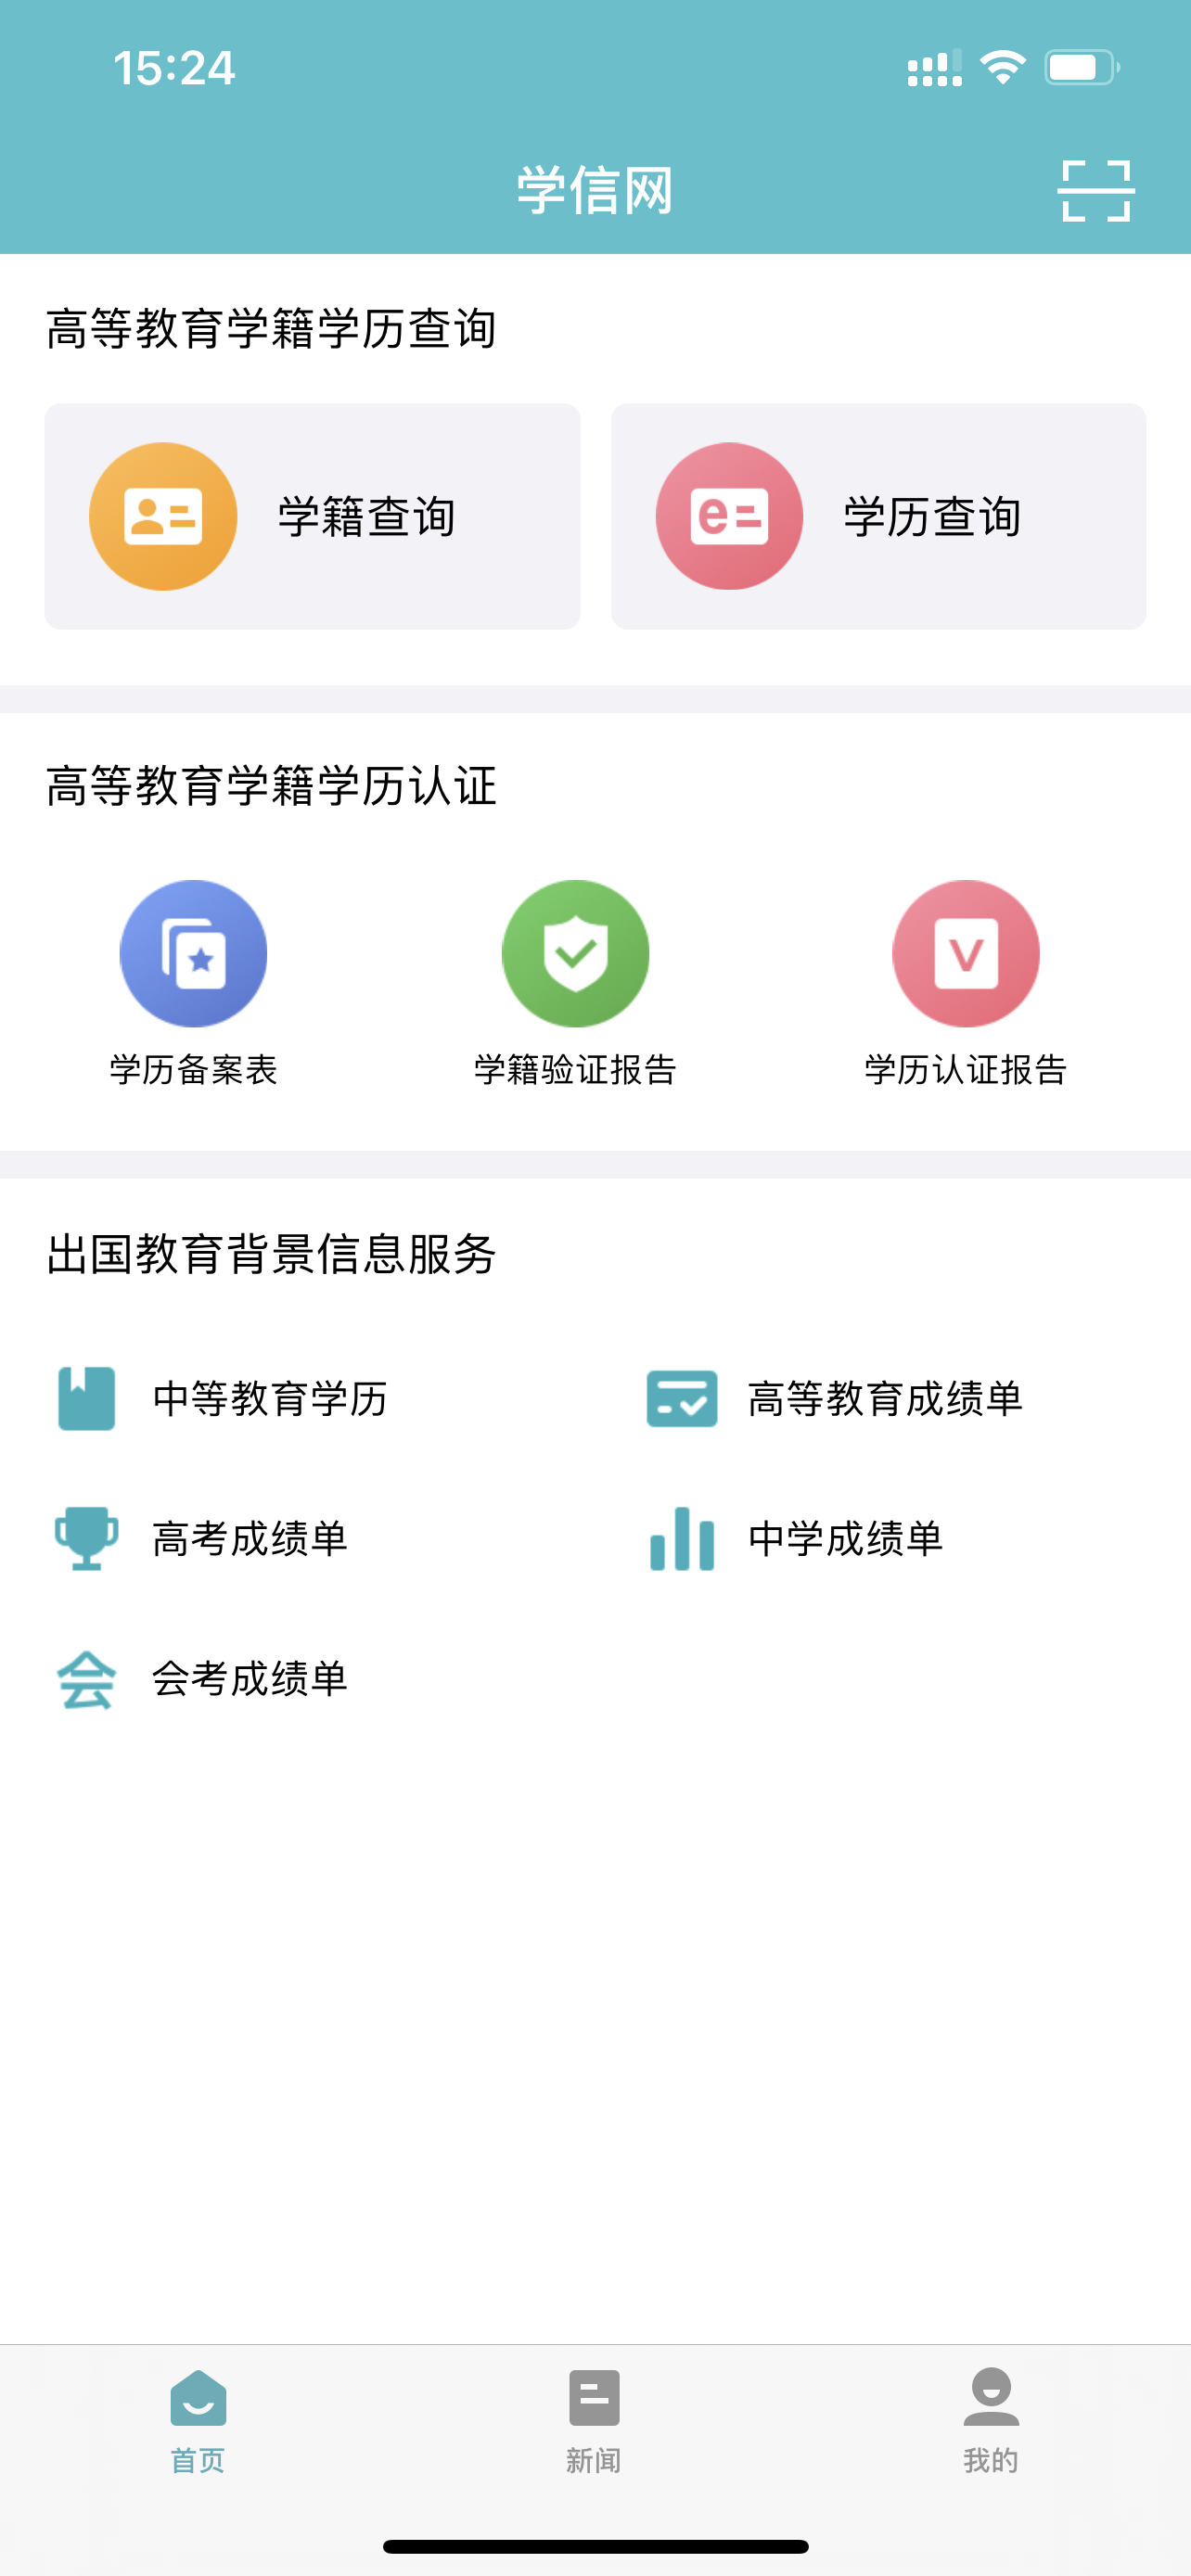 15:24
学信网
高等教育学籍学历查询
学籍查询
e 学历查询
高等教育学籍学历认证
V
学历备案表 学籍验证报告 学历认证报告
出国教育背景信息服务
中等教育学历 高等教育成绩单
高考成绩单 中学成绩单
会 会考成绩单
首页 新闻 我的